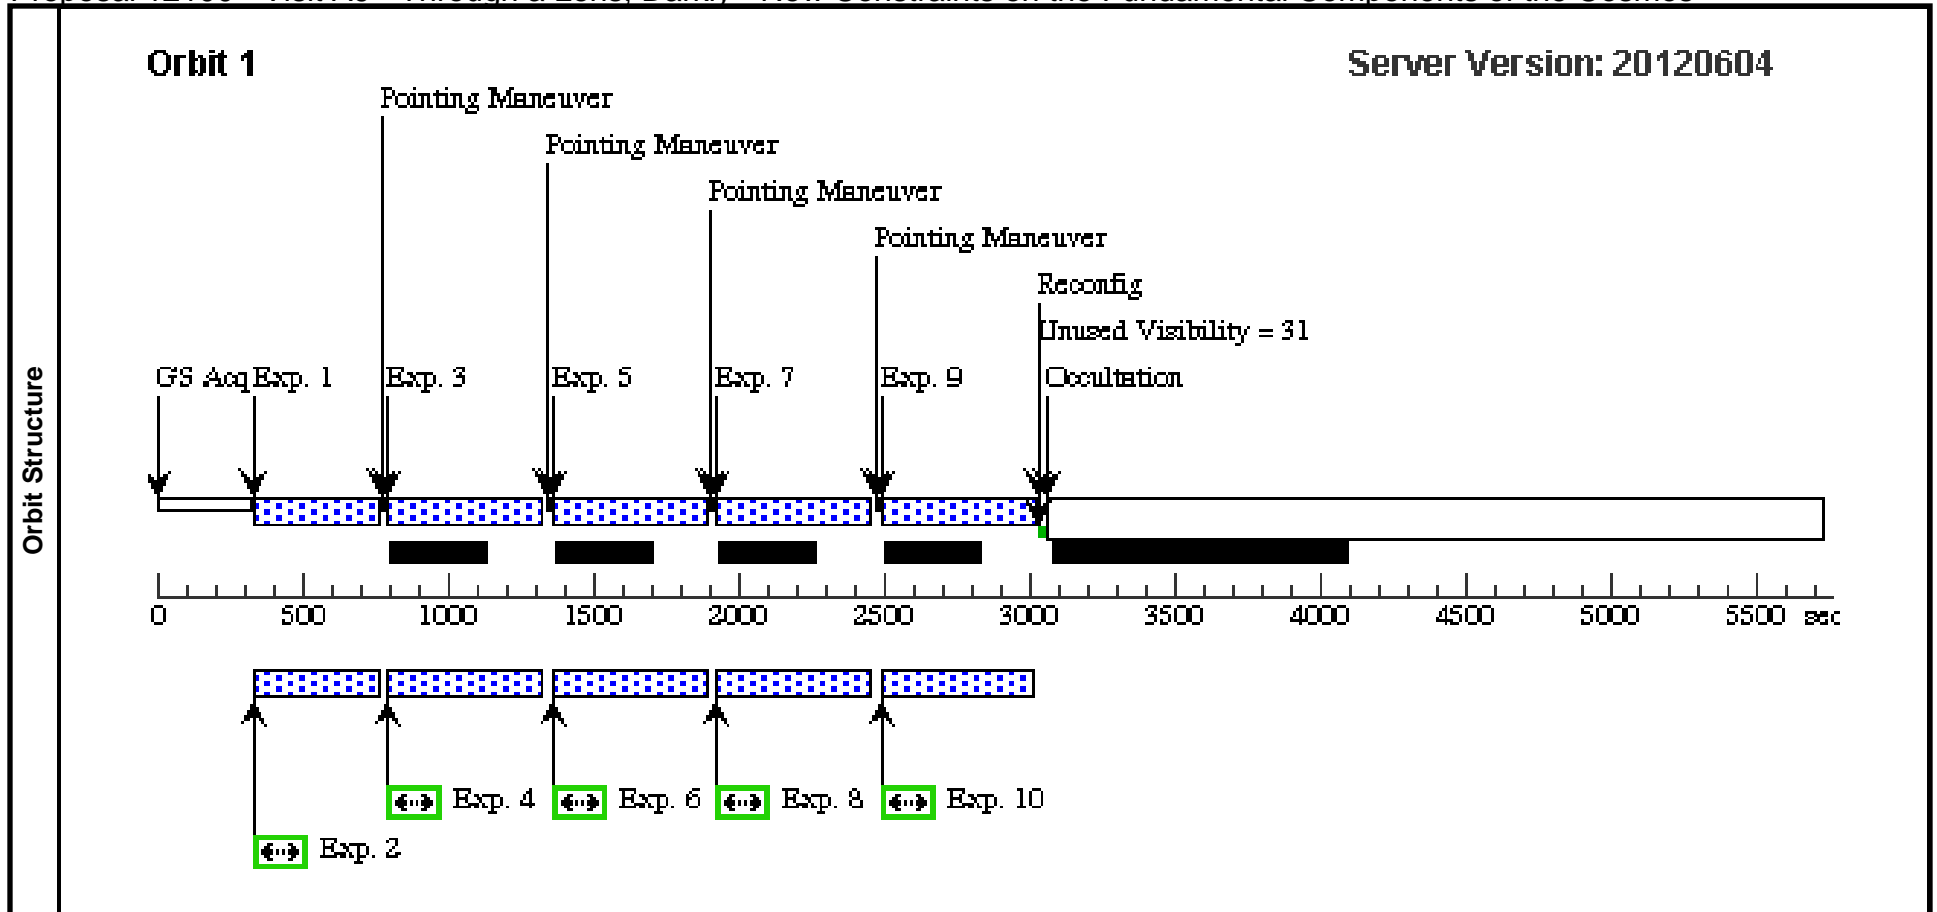 Orbit 1
Server Version: 20120604
Pointing Maneuver
Pointing Maneuver
Pointing Maneuver
Pointing Maneuver
Reconfig
Unused Visibility = 31
GS Acq Exp. 1 Exp. 3 Exp. 5 Exp. 7 Exp. 9 Occultation
Orbit Structure
0 500 1000 1500 2000 2500 3000 3500 4000 4500 5000 5500 sec
Exp. 4 Exp. 6 Exp. 8 Exp. 10
Exp. 2